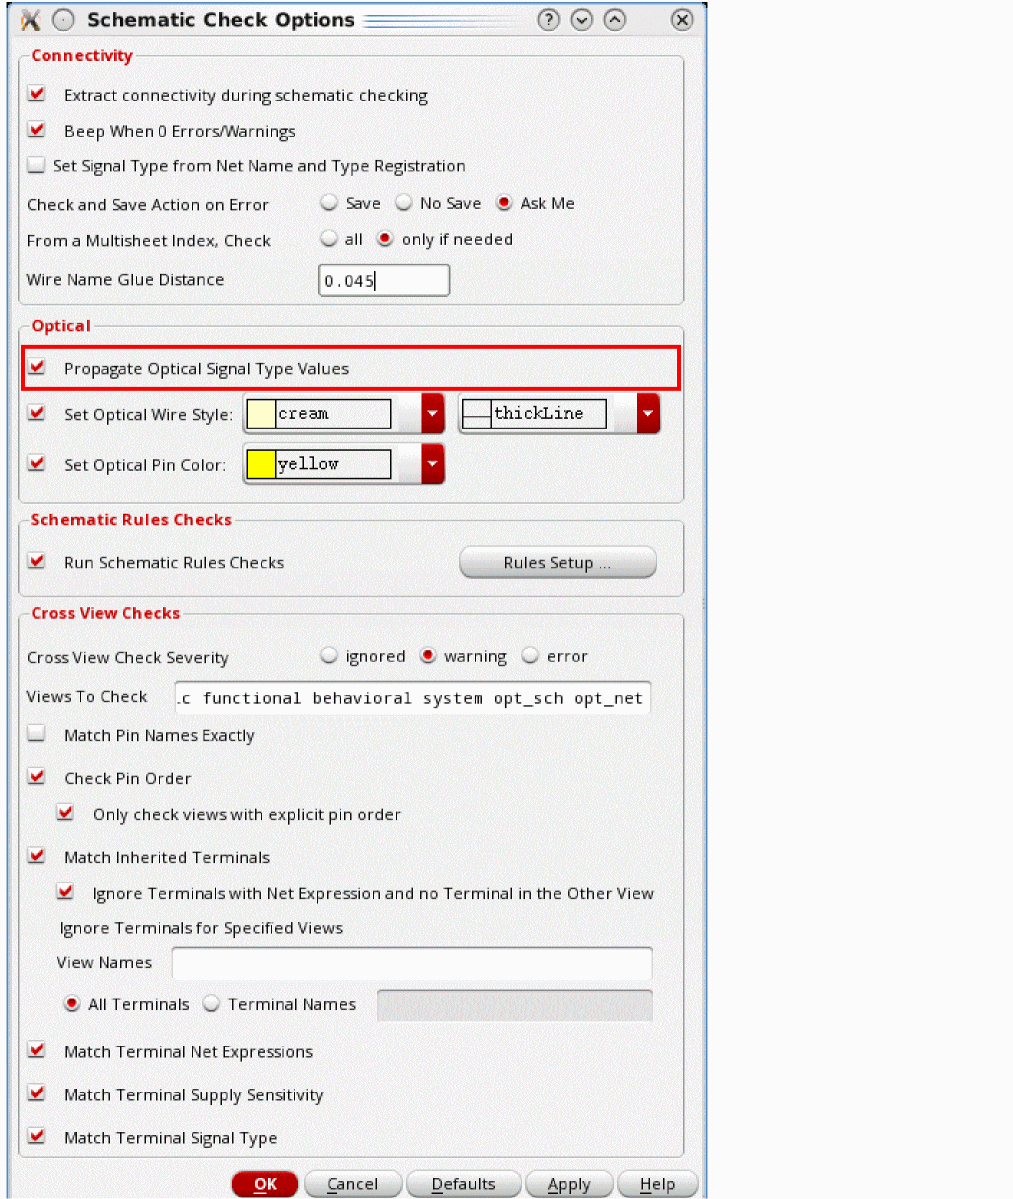 Schematic Check Options
Connectivity
Extract connectivity during schematic checking
Beep When 0 Errors/Warnings
Set Signal Type from Net Name and Type Registration
Check and Save Action on Error Save No Save Ask Me
From a Multisheet Index, Check all only if needed
Wire Name Glue Distance 0.045
Optical
Propagate Optical Signal Type Values
Set Optical Wire Style: cream thickLine
Set Optical Pin Color: yellow
Schematic Rules Checks
Run Schematic Rules Checks Rules Setup ...
Cross View Checks
Cross View Check Severity ignored warning error
Views To Check .c functional behavioral system opt_sch opt_net
Match Pin Names Exactly
Check Pin Order
Only check views with explicit pin order
Match Inherited Terminals
Ignore Terminals with Net Expression and no Terminal in the Other View
Ignore Terminals for Specified Views
View Names
All Terminals Terminal Names
Match Terminal Net Expressions
Match Terminal Supply Sensitivity
Match Terminal Signal Type
OK Cancel Defaults Apply Help